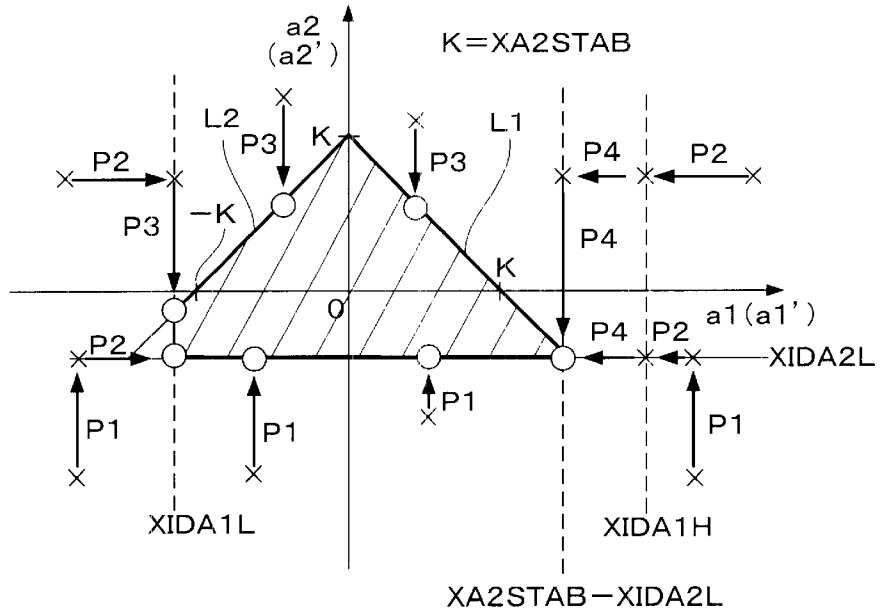 a2
(a2')
K=XA2STAB
L2
P3
K
P3
L1
P4
P2
P2
P3
−K
P4
K
0
a1(a1')
P2
P4
P2
XIDA2L
P1
P1
P1
P1
XIDA1L
XIDA1H
XA2STAB−XIDA2L